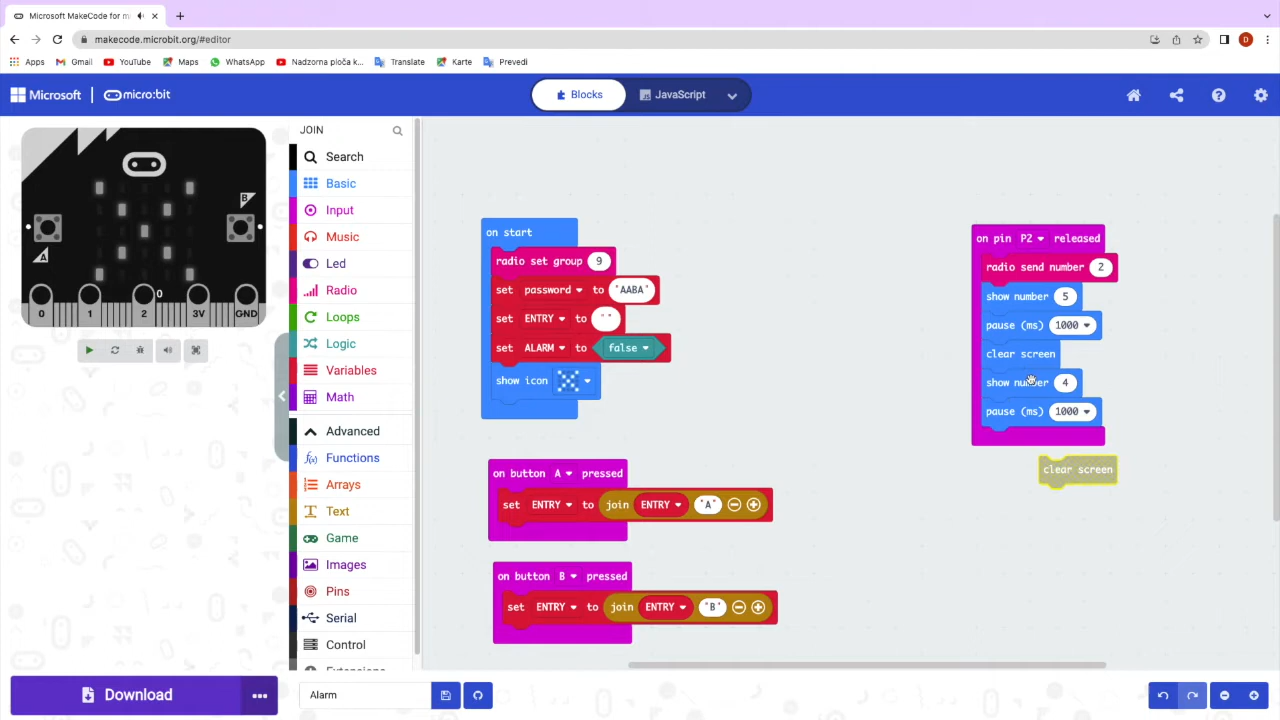 Microsoft MakeCode for mi
makecode.microbit.org/#editor
D
Apps Gmail YouTube Maps WhatsApp Nadzorna ploča k... Translate Karte Prevedi
Microsoft micro:bit Blocks JavaScript
A
B
0
0 1 2 3V GND
JOIN
Search
Basic
Input
Music
Led
Radio
Loops
Logic
Variables
Math
Advanced
Functions
Arrays
Text
Game
Images
Pins
Serial
Control
Extensions
on start
radio set group 9
set password to "AABA"
set ENTRY to " "
set ALARM to false
show icon
on button A pressed
set ENTRY to join ENTRY "A"
on button B pressed
set ENTRY to join ENTRY "B"
on pin P2 released
radio send number 2
show number 5
pause (ms) 1000
clear screen
show number 4
pause (ms) 1000
clear screen
Download ... Alarm